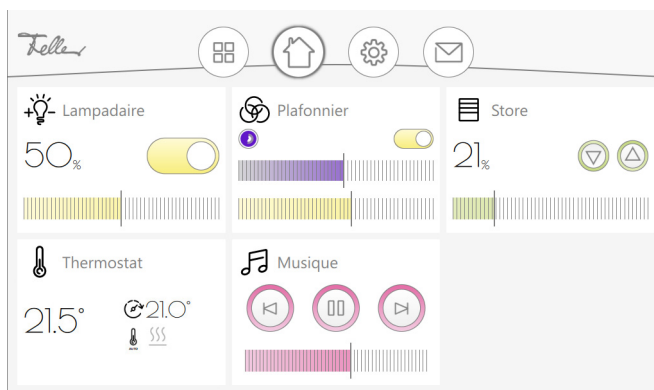 Feller
Lampadaire
50%
Plafonnier
Store
21%
Thermostat
21.5°
21.0°
Musique